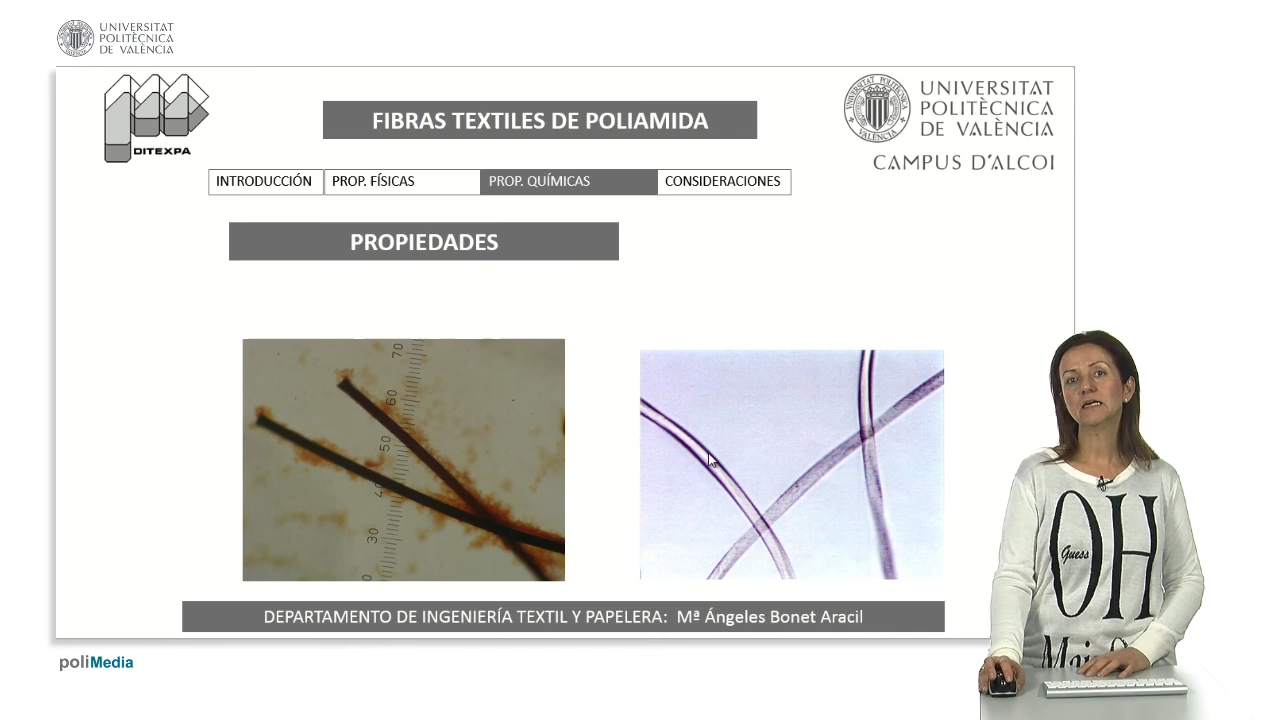 UNIVERSITAT
POLITÈCNICA
DE VALÈNCIA
DITEXPA
FIBRAS TEXTILES DE POLIAMIDA
UNIVERSITAT
POLITÈCNICA
DE VALÈNCIA
CAMPUS D'ALCOI
INTRODUCCIÓN
PROP. FÍSICAS
PROP. QUÍMICAS
CONSIDERACIONES
PROPIEDADES
70
60
50
40
30
OH
Guess
DEPARTAMENTO DE INGENIERÍA TEXTIL Y PAPELERA: Mª Ángeles Bonet Aracil
poliMedia